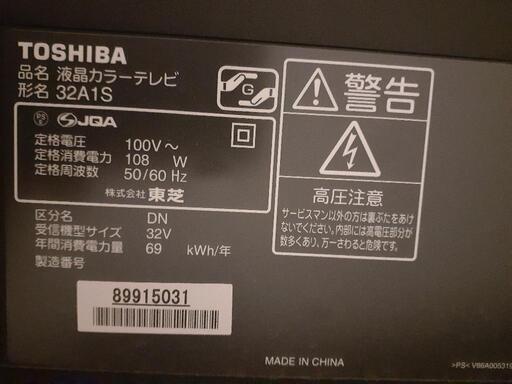 TOSHIBA
品名 液晶カラーテレビ
形名 32A1S
G
PS
E
JQA
定格電圧 100V～
定格消費電力 108 W
定格周波数 50/60 Hz
株式会社 東芝
区分名 DN
受信機型サイズ 32V
年間消費電力量 69 kWh/年
製造番号
89915031
警告
高圧注意
サービスマン以外の方は裏ぶたをあけ
ないでください。内部には高電圧部分が
数多くあり、万一さわると危険です。
MADE IN CHINA
>PS< V86A005319